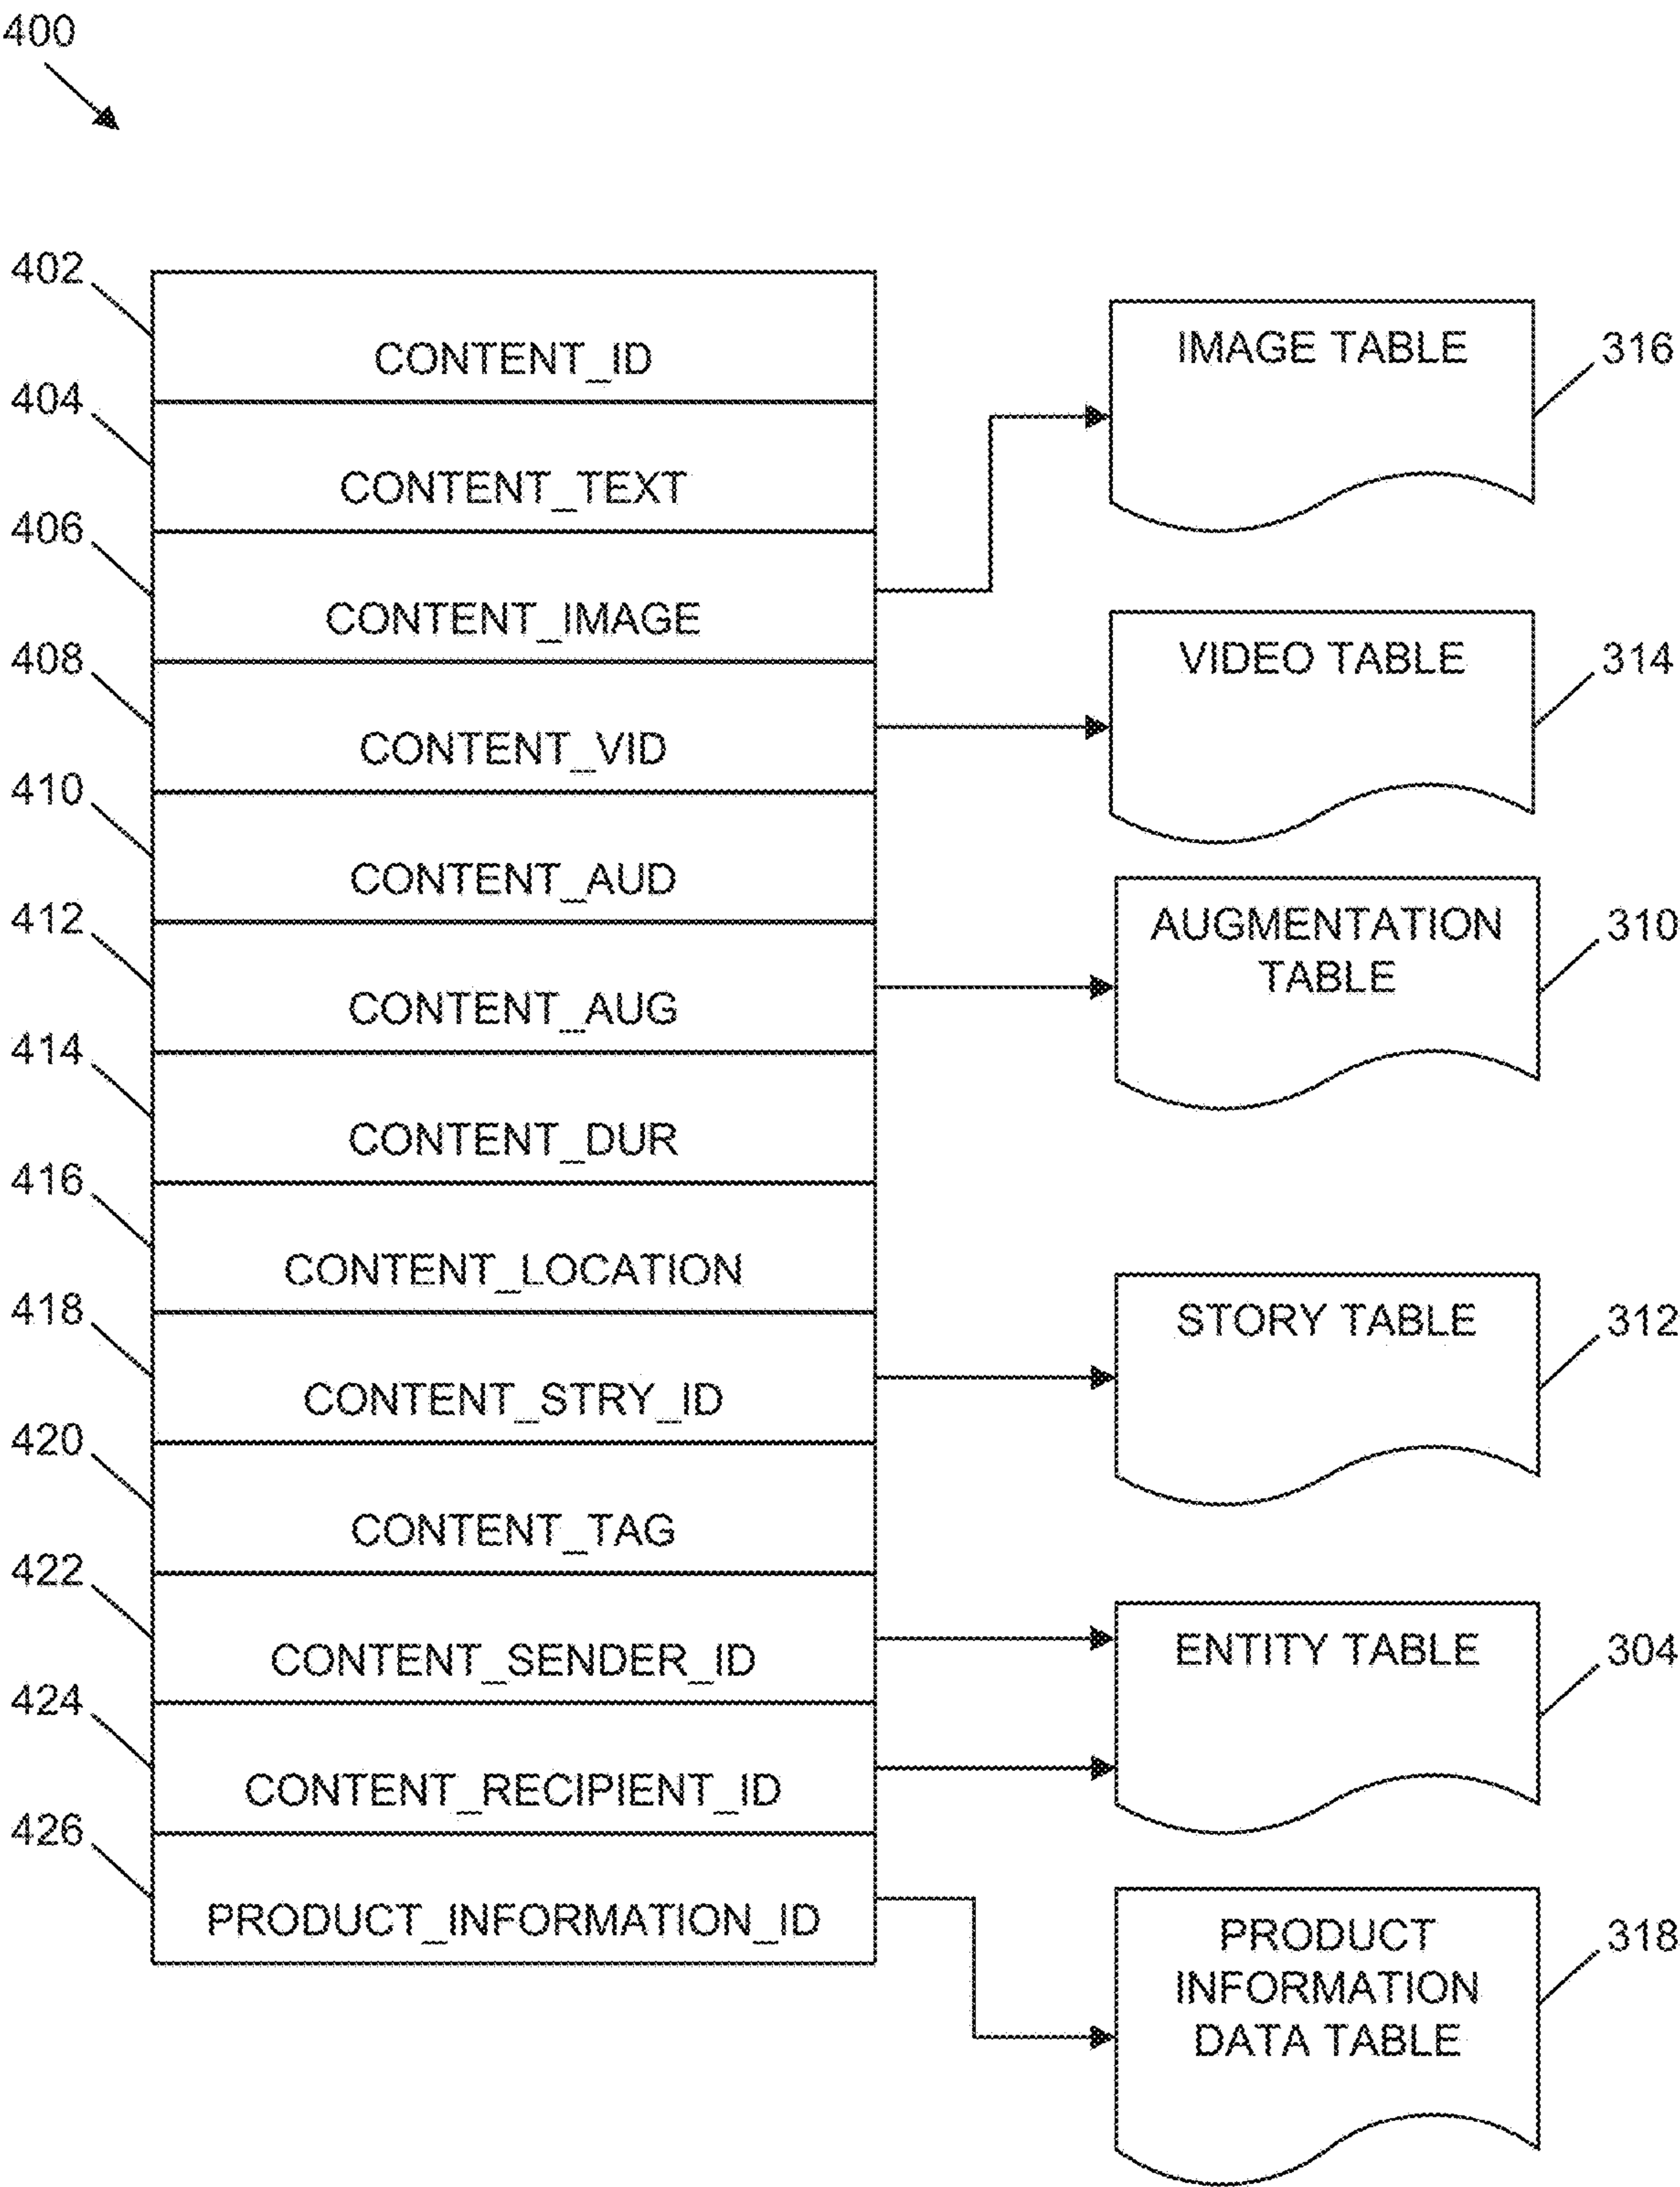 400
402
CONTENT_ID
404
CONTENT_TEXT
406
CONTENT_IMAGE
408
CONTENT_VID
410
CONTENT_AUD
412
CONTENT_AUG
414
CONTENT_DUR
416
CONTENT_LOCATION
418
CONTENT_STRY_ID
420
CONTENT_TAG
422
CONTENT_SENDER_ID
424
CONTENT_RECIPIENT_ID
426
PRODUCT_INFORMATION_ID
IMAGE TABLE
316
VIDEO TABLE
314
AUGMENTATION
TABLE
310
STORY TABLE
312
ENTITY TABLE
304
PRODUCT
INFORMATION
DATA TABLE
318